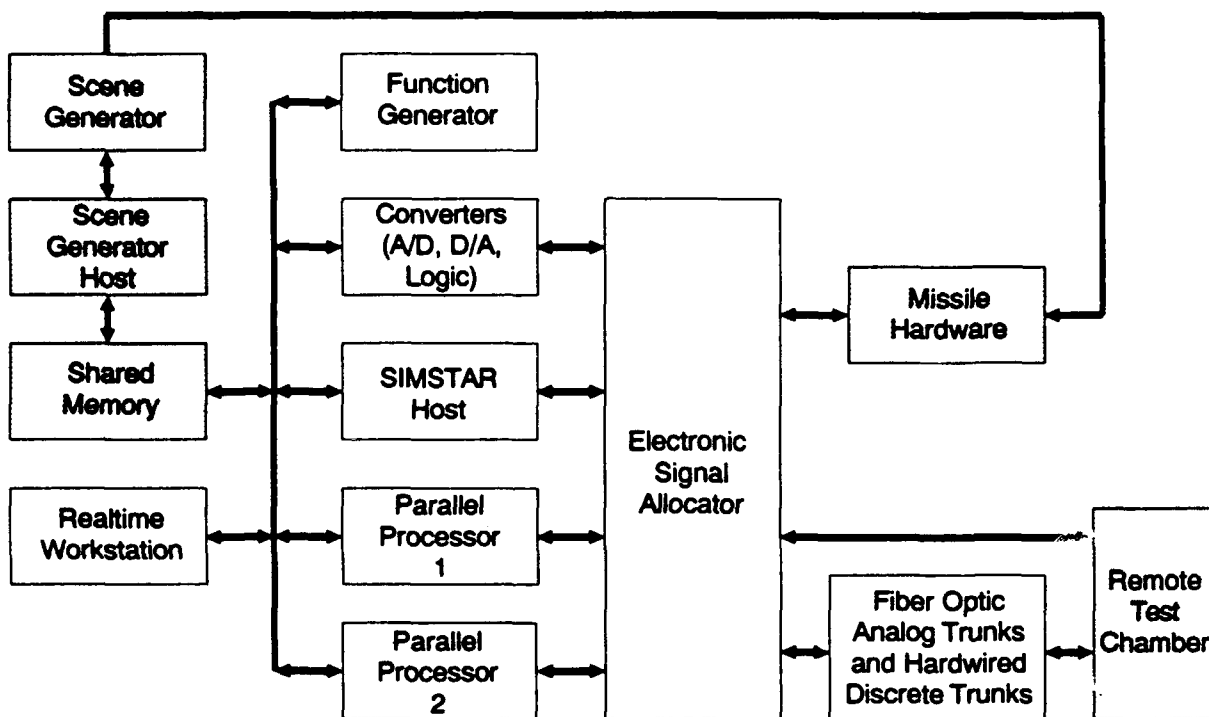 Scene
Generator
Function
Generator
Scene
Generator
Host
Converters
(A/D, D/A,
Logic)
Missile
Hardware
Shared
Memory
SIMSTAR
Host
Electronic
Signal
Allocator
Realtime
Workstation
Parallel
Processor
1
Remote
Test
Chamber
Parallel
Processor
2
Fiber Optic
Analog Trunks
and Hardwired
Discrete Trunks